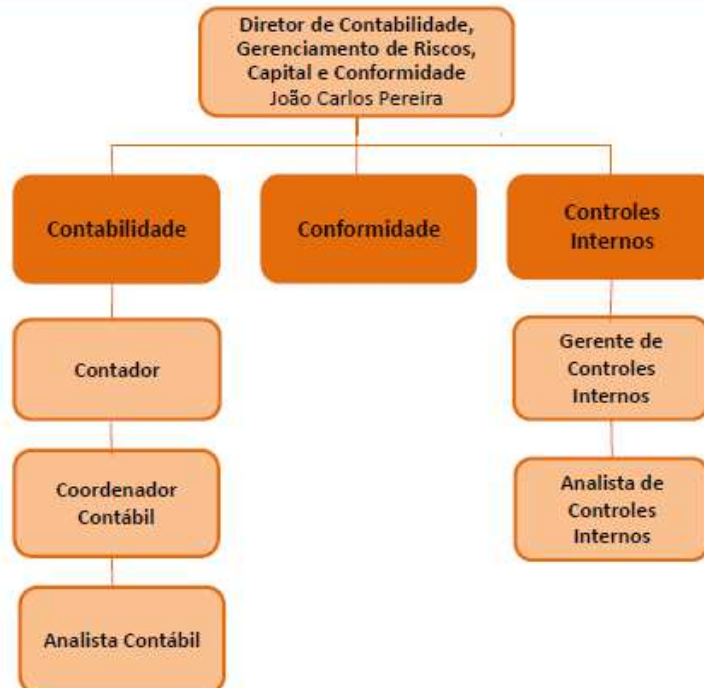 Diretor de Contabilidade,
Gerenciamento de Riscos,
Capital e Conformidade
João Carlos Pereira
Contabilidade
Conformidade
Controles
Internos
Contador
Gerente de
Controles
Internos
Coordenador
Contábil
Analista de
Controles
Internos
Analista Contábil